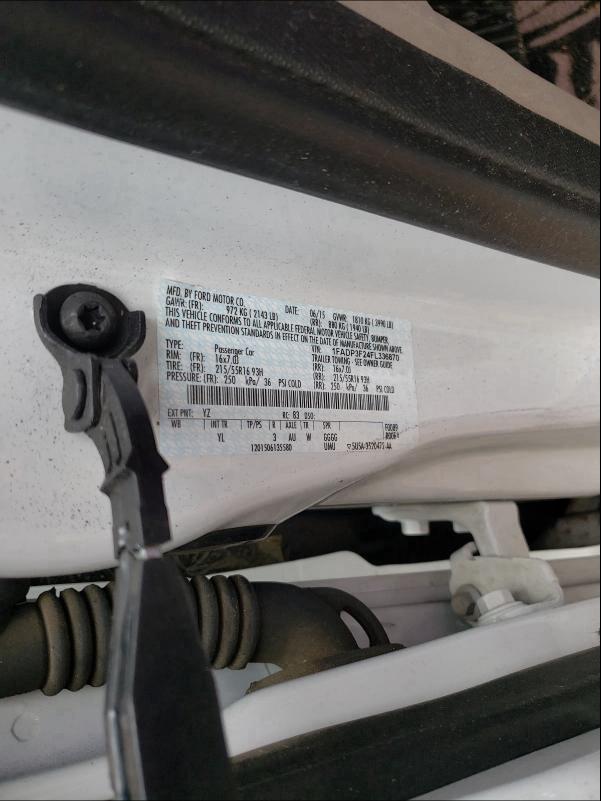 MFD. BY FORD MOTOR CO. DATE: 06/15 GVWR: 1810 KG (3990 LB)
GAWR: (FR): 972 KG (2143 LB) (RR): 880 KG (1940 LB)
THIS VEHICLE CONFORMS TO ALL APPLICABLE FEDERAL MOTOR VEHICLE SAFETY, BUMPER,
AND THEFT PREVENTION STANDARDS IN EFFECT ON THE DATE OF MANUFACTURE SHOWN ABOVE.
VIN: 1FADP3F24FL336870
TYPE: Passenger Car TRAILER TOWING - SEE OWNER GUIDE
RIM: (FR) 16x7.0J (RR) 16x7.0J
TIRE: (FR) 215/55R16 93H (RR) 215/55R16 93H
PRESSURE: (FR) 250 kPa/ 36 PSI COLD (RR) 250 kPa/ 36 PSI COLD
EXT PNT: YZ RC: 83 DSO:
WB INT TR TP/PS R AXLE TR SPR F0089
YL 3 AU W GGGG
1201506135580 UMU